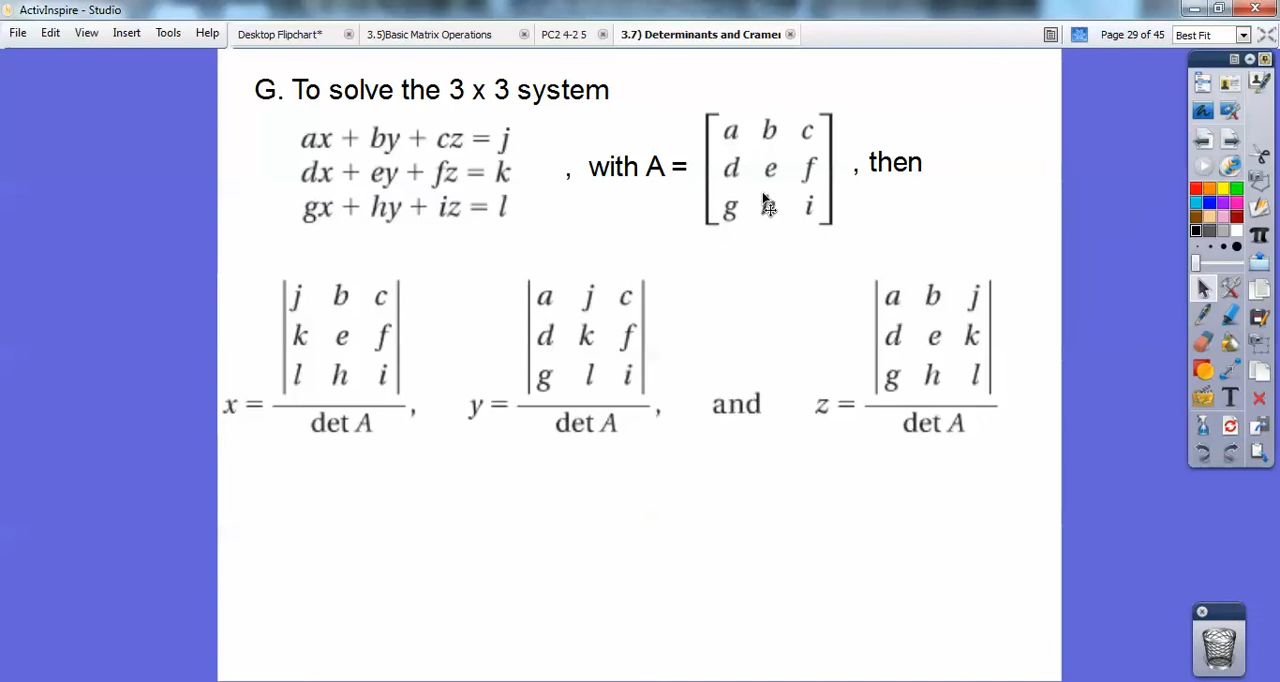 ActivInspire - Studio
File Edit View Insert Tools Help
Desktop Flipchart* 3.5)Basic Matrix Operations PC2 4-2 5 3.7) Determinants and Cramer
Page 29 of 45 Best Fit
G. To solve the 3 x 3 system
ax + by + cz = j
dx + ey + fz = k
gx + hy + iz = l
, with A =
a b c
d e f
g i
, then
x =
j b c
k e f
l h i
det A
,
y =
a j c
d k f
g l i
det A
,
and
z =
a b j
d e k
g h l
det A